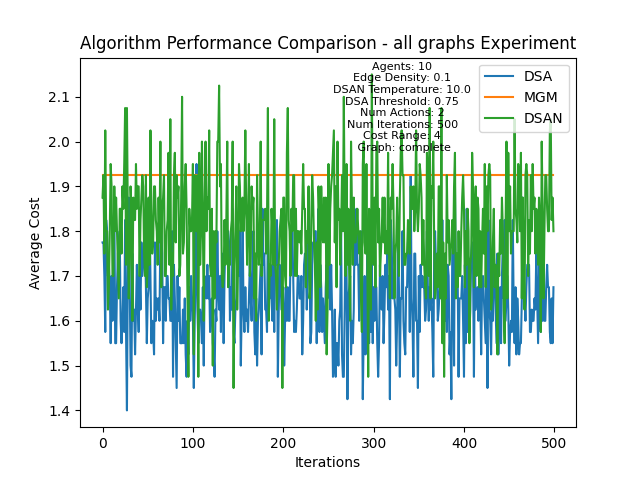 Algorithm Performance Comparison - all graphs Experiment
Agents: 10
Edge Density: 0.1
DSAN Temperature: 10.0
DSA Threshold: 0.75
Num Actions: 2
Num Iterations: 500
Cost Range: 4
Graph: complete
DSA
MGM
DSAN
Average Cost
2.1
2.0
1.9
1.8
1.7
1.6
1.5
1.4
0
100
200
300
400
500
Iterations